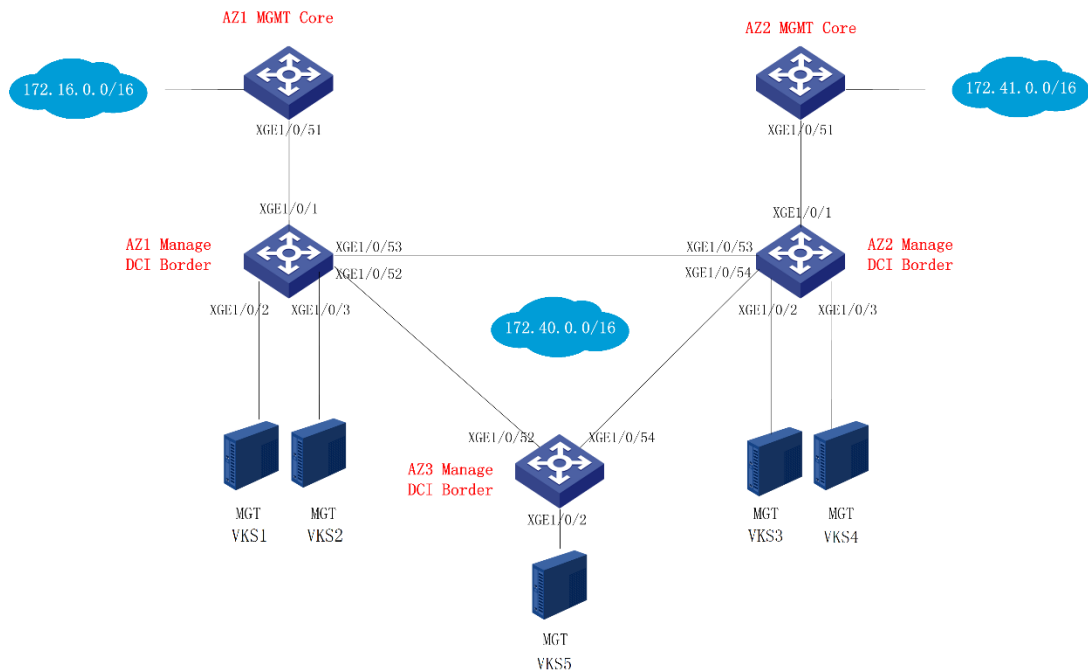 AZ1 MGMT Core
AZ2 MGMT Core
172.16.0.0/16
172.41.0.0/16
XGE1/0/51
XGE1/0/51
XGE1/0/1
XGE1/0/1
AZ1 Manage
DCI Border
XGE1/0/53
XGE1/0/52
XGE1/0/53
XGE1/0/54
AZ2 Manage
DCI Border
XGE1/0/2
XGE1/0/3
172.40.0.0/16
XGE1/0/2
XGE1/0/3
XGE1/0/52
XGE1/0/54
AZ3 Manage
DCI Border
MGT
VKS1
MGT
VKS2
XGE1/0/2
MGT
VKS3
MGT
VKS4
MGT
VKS5